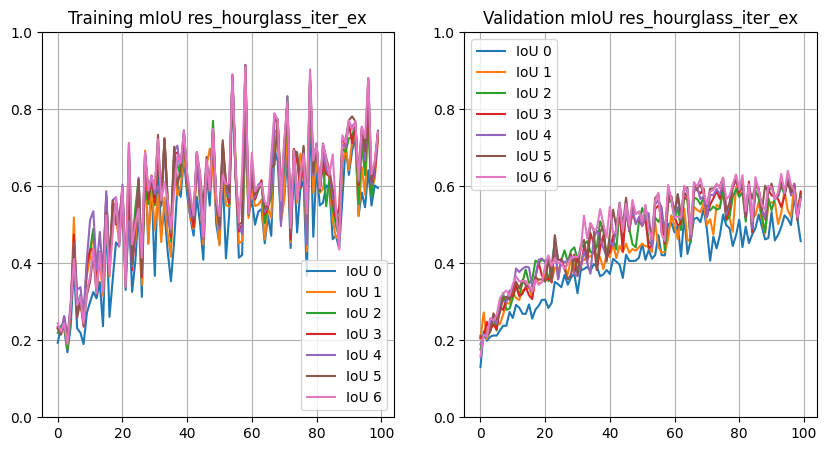 Training mIoU res_hourglass_iter_ex
1.0
0.8
0.6
0.4
0.2
0.0
0
20
40
60
80
100
IoU 0
IoU 1
IoU 2
IoU 3
IoU 4
IoU 5
IoU 6
Validation mIoU res_hourglass_iter_ex
1.0
0.8
0.6
0.4
0.2
0.0
0
20
40
60
80
100
IoU 0
IoU 1
IoU 2
IoU 3
IoU 4
IoU 5
IoU 6